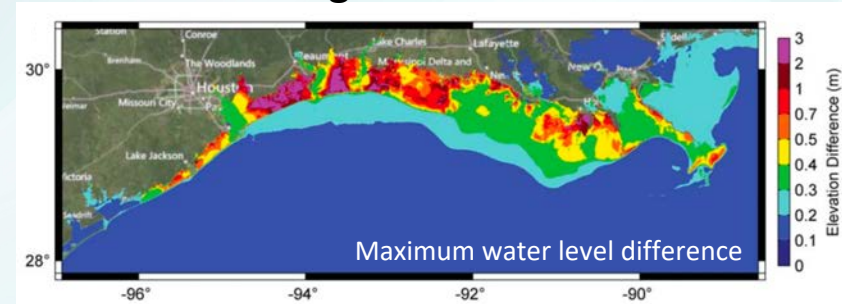 Conroe
Lake Charles
Lafayette
Brenham
The Woodlands
30°
Houston
Missouri City
Lake Jackson
Victoria
Seadrift
28°
Maximum water level difference
-96°
-94°
-92°
-90°
3
2
1
0.7
0.5
0.4
0.3
0.2
0.1
0
Elevation Difference (m)